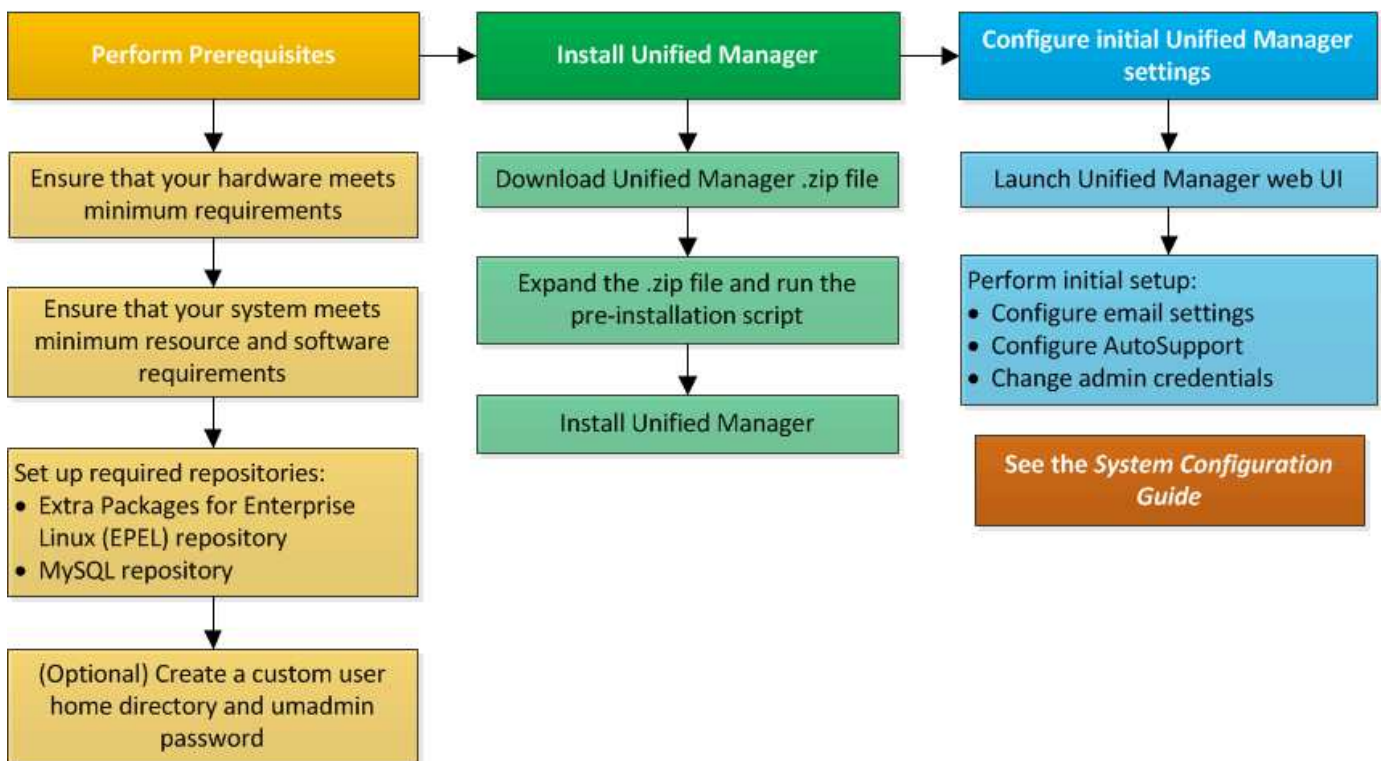 Perform Prerequisites
Ensure that your hardware meets
minimum requirements
Ensure that your system meets
minimum resource and software
requirements
Set up required repositories:
• Extra Packages for Enterprise
Linux (EPEL) repository
• MySQL repository
(Optional) Create a custom user
home directory and umadmin
password
Install Unified Manager
Download Unified Manager .zip file
Expand the .zip file and run the
pre-installation script
Install Unified Manager
Configure initial Unified Manager
settings
Launch Unified Manager web UI
Perform initial setup:
• Configure email settings
• Configure AutoSupport
• Change admin credentials
See the System Configuration
Guide